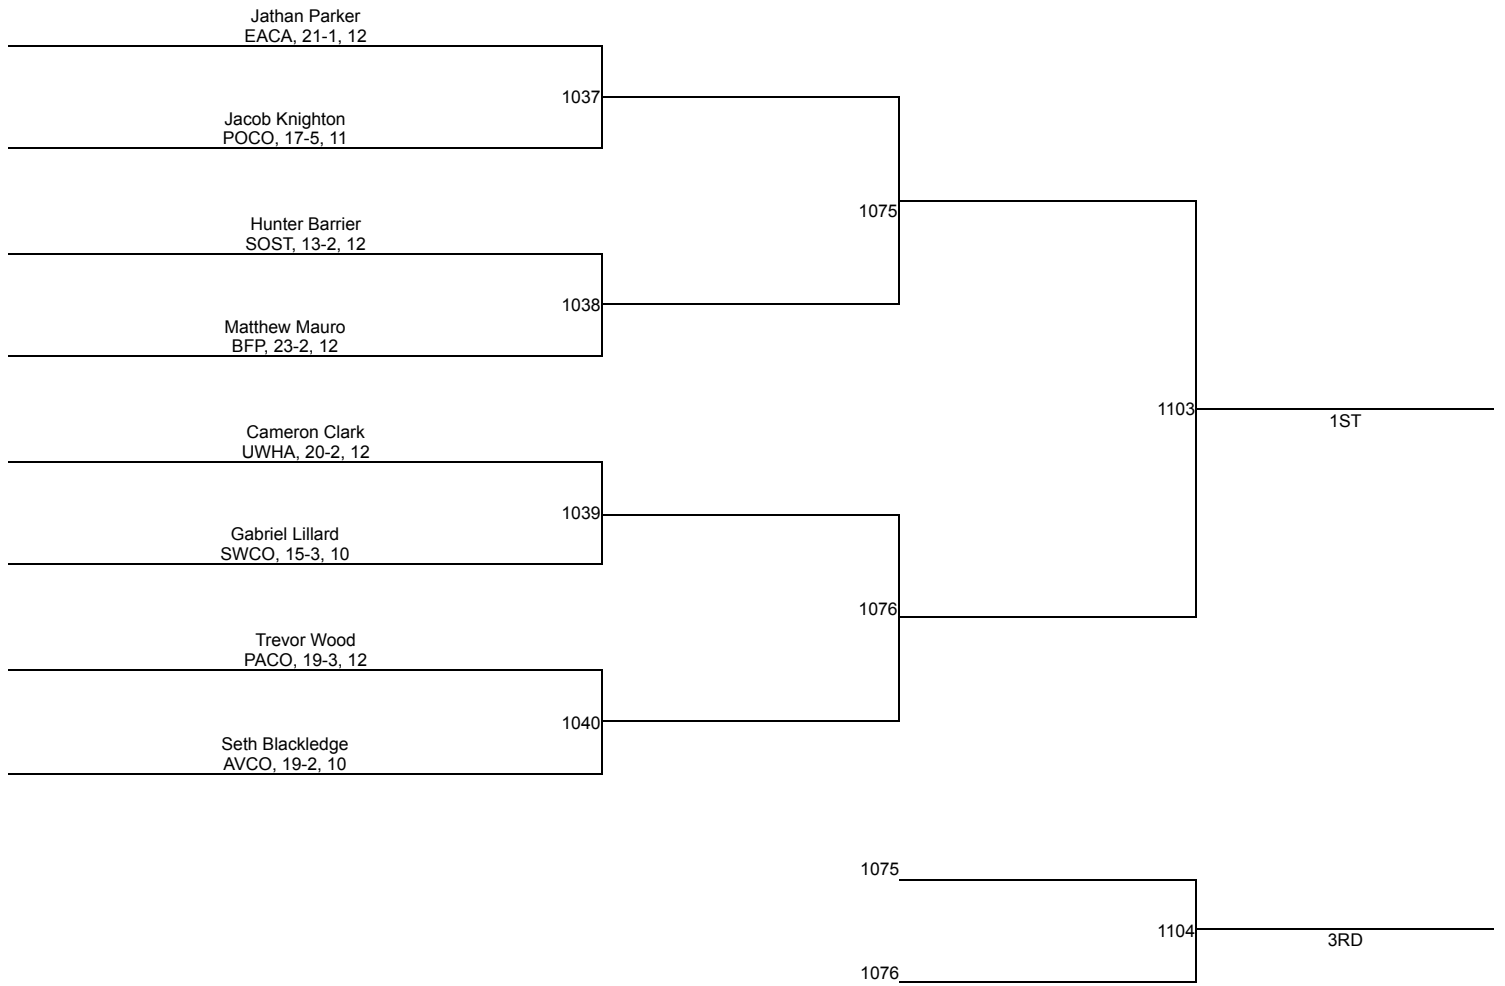 Jathan Parker
EACA, 21-1, 12
1037
Jacob Knighton
POCO, 17-5, 11
1075
Hunter Barrier
SOST, 13-2, 12
1038
Matthew Mauro
BFP, 23-2, 12
1103
1ST
Cameron Clark
UWHA, 20-2, 12
1039
Gabriel Lillard
SWCO, 15-3, 10
1076
Trevor Wood
PACO, 19-3, 12
1040
Seth Blackledge
AVCO, 19-2, 10
1075
1104
3RD
1076